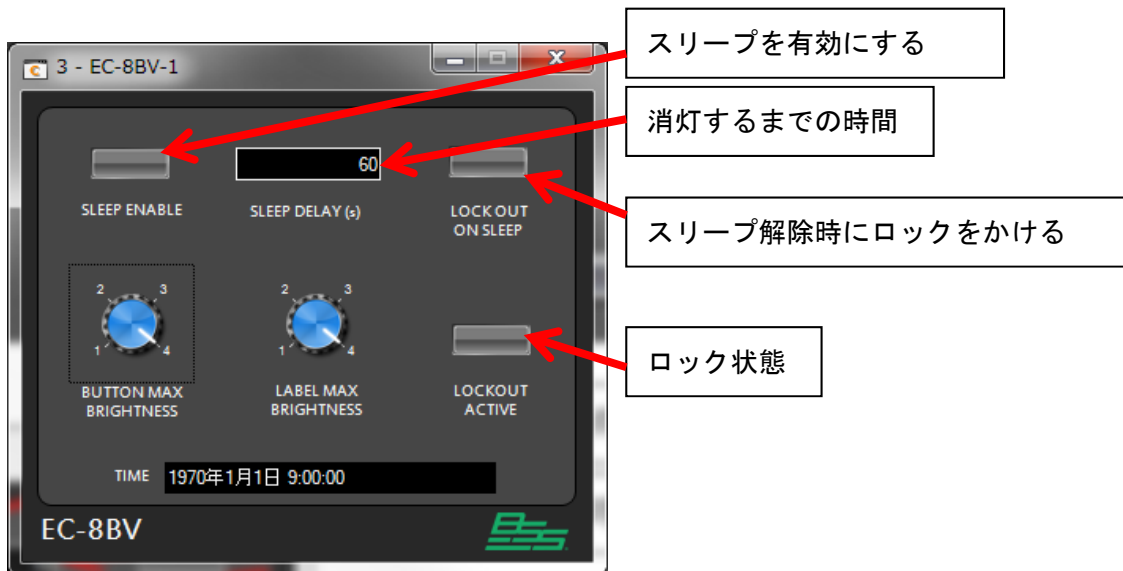 スリープを有効にする
3 - EC-8BV-1
消灯するまでの時間
60
SLEEP ENABLE
SLEEP DELAY (s)
LOCK OUT
ON SLEEP
スリープ解除時にロックをかける
2 3
1 4
2 3
1 4
ロック状態
BUTTON MAX
BRIGHTNESS
LABEL MAX
BRIGHTNESS
LOCKOUT
ACTIVE
TIME 1970年1月1日 9:00:00
EC-8BV
BSS